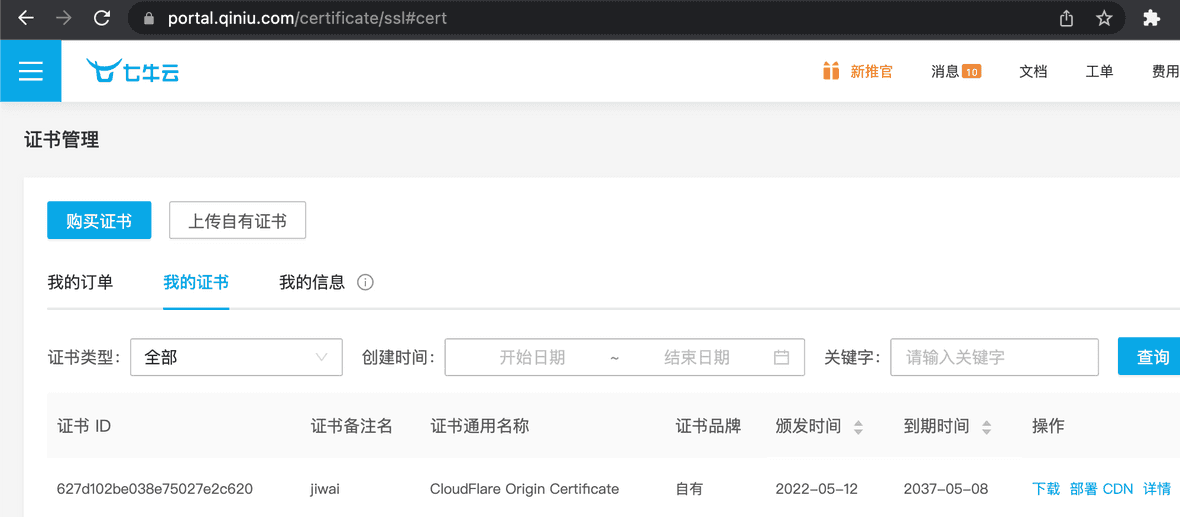 portal.qiniu.com/certificate/ssl#cert
七牛云 新推官 消息 10 文档 工单 费用
证书管理
购买证书 上传自有证书
我的订单 我的证书 我的信息
证书类型: 全部 创建时间: 开始日期 ~ 结束日期 关键字: 请输入关键字 查询
证书 ID 证书备注名 证书通用名称 证书品牌 颁发时间 到期时间 操作
627d102be038e75027e2c620 jiwai CloudFlare Origin Certificate 自有 2022-05-12 2037-05-08 下载 部署 CDN 详情